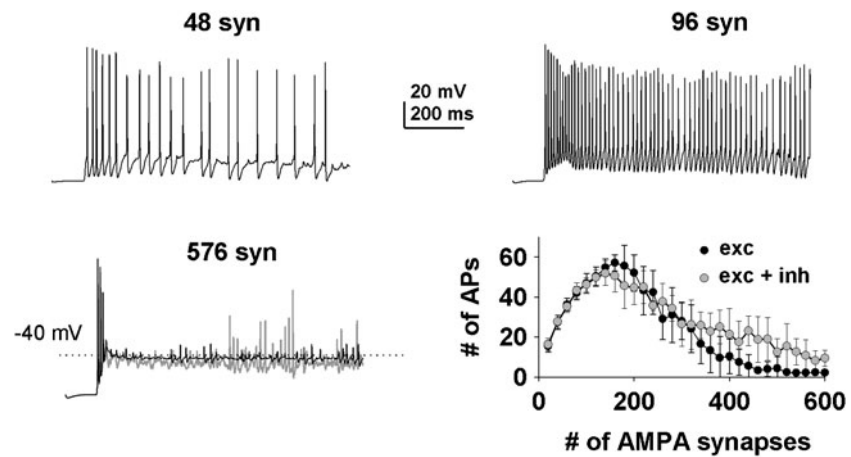 48 syn
96 syn
20 mV
200 ms
576 syn
-40 mV
# of APs
60
40
20
0
exc
exc + inh
0
200
400
600
# of AMPA synapses